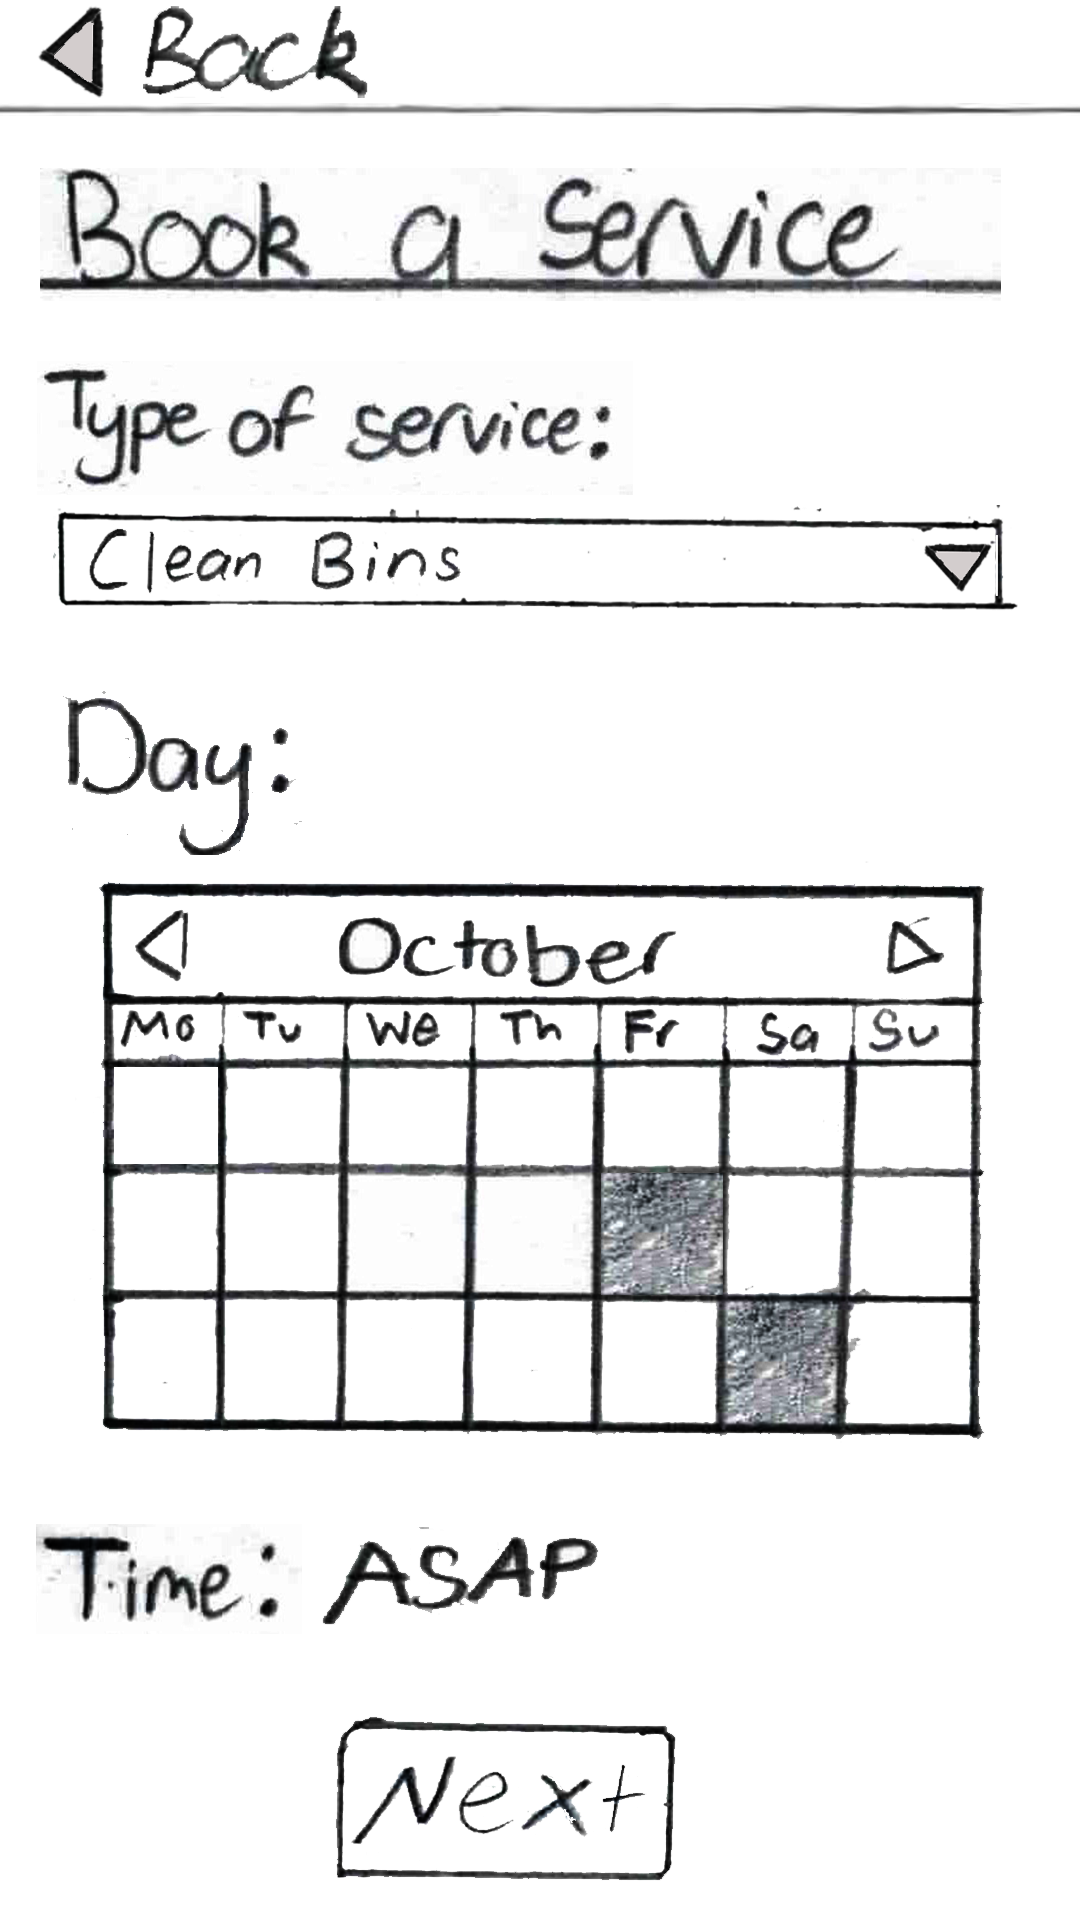 Back
Book a Service
Type of service:
Clean Bins
Day:
October
Mo Tu We Th Fr Sa Su
Time: ASAP
Next